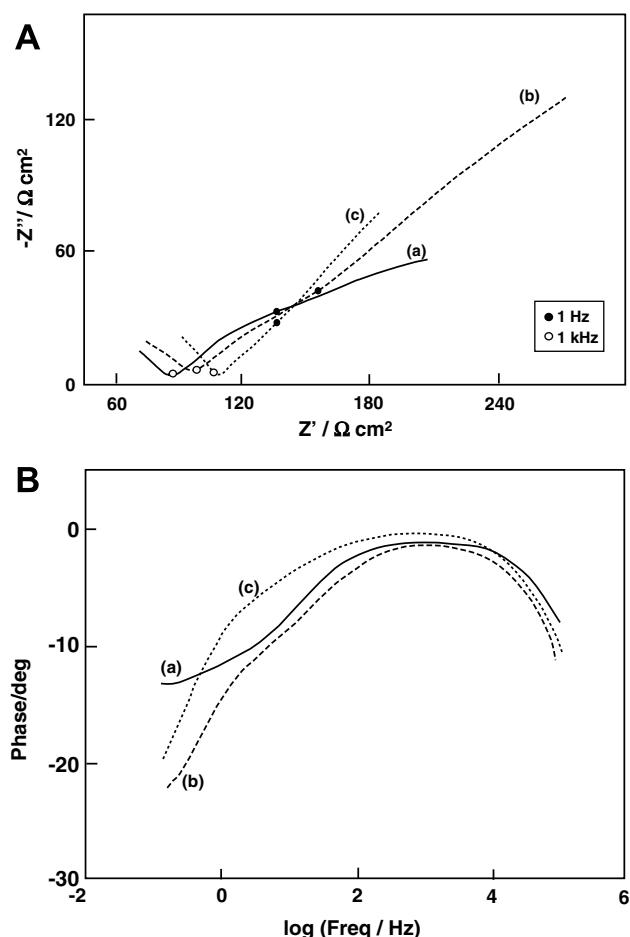 A
-Z''/ Ω cm²
120
60
0
(b)
(c)
(a)
1 Hz
1 kHz
60
120
180
240
Z' / Ω cm²
B
Phase/deg
0
-10
-20
-30
(c)
(a)
(b)
-2
0
2
4
6
log (Freq / Hz)